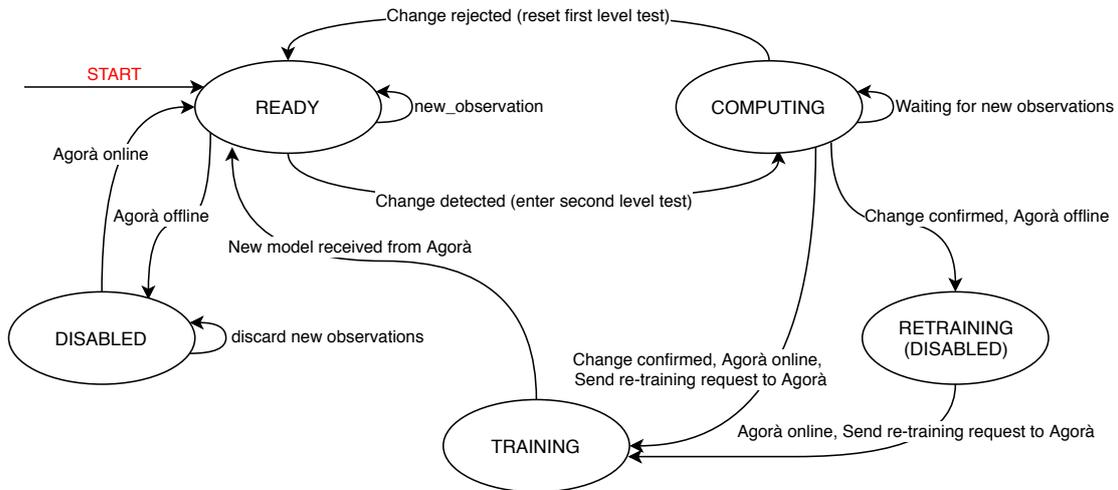 Change rejected (reset first level test)
START
READY
new_observation
COMPUTING
Waiting for new observations
Agorà online
Change detected (enter second level test)
Agorà offline
Change confirmed, Agorà offline
New model received from Agorà
DISABLED
discard new observations
RETRAINING
(DISABLED)
Change confirmed, Agorà online,
Send re-training request to Agorà
Agorà online, Send re-training request to Agorà
TRAINING